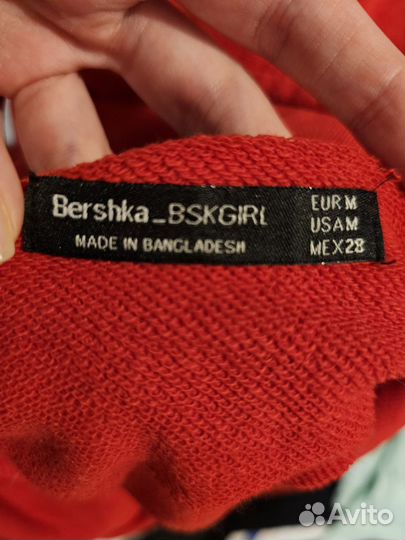 Bershka_BSKGIRL
MADE IN BANGLADESH
EUR M
USA M
MEX 28
Avito